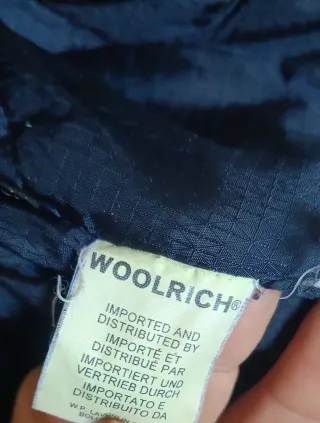 WOOLRICH®
IMPORTED AND
DISTRIBUTED BY
IMPORTÉ ET
DISTRIBUÉ PAR
IMPORTIERT UND
VERTRIEB DURCH
IMPORTATO E
DISTRIBUITO DA
W.P.